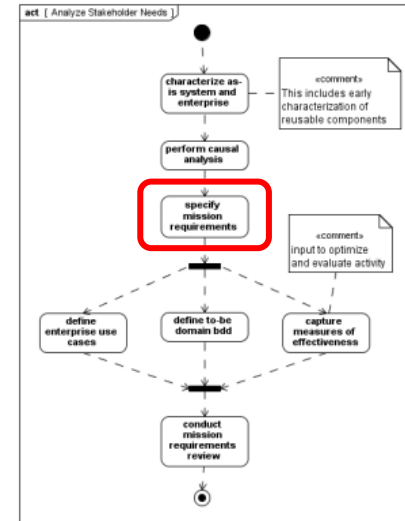 act [ Analyze Stakeholder Needs ]
characterize as-
is system and
enterprise
«comment»
This includes early
characterization of
reusable components
perform causal
analysis
specify
mission
requirements
«comment»
input to optimize
and evaluate activity
define
enterprise use
cases
define to-be
domain bdd
capture
measures of
effectiveness
conduct
mission
requirements
review